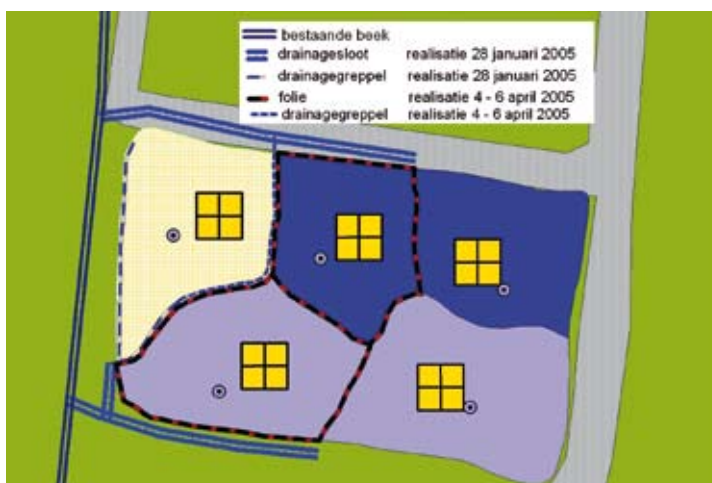 bestaande beek
drainagesloot realisatie 28 januari 2005
drainagegreppel realisatie 28 januari 2005
folie realisatie 4 - 6 april 2005
drainagegreppel realisatie 4 - 6 april 2005